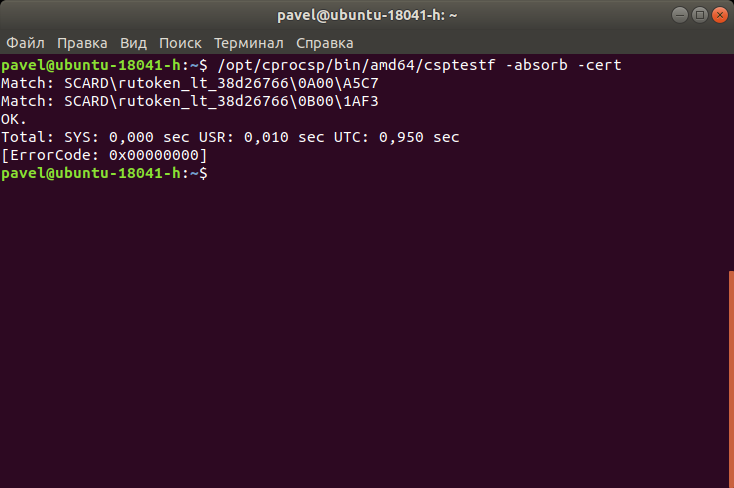 pavel@ubuntu-18041-h: ~
Файл Правка Вид Поиск Терминал Справка
pavel@ubuntu-18041-h:~$ /opt/cprocsp/bin/amd64/csptestf -absorb -cert
Match: SCARD\rutoken_lt_38d26766\0A00\A5C7
Match: SCARD\rutoken_lt_38d26766\0B00\1AF3
OK.
Total: SYS: 0,000 sec USR: 0,010 sec UTC: 0,950 sec
[ErrorCode: 0x00000000]
pavel@ubuntu-18041-h:~$